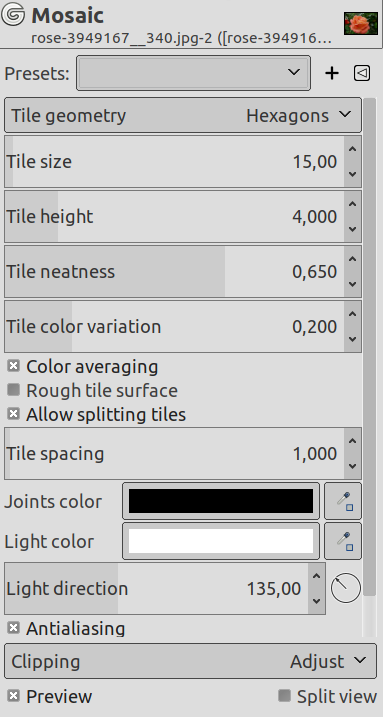 Mosaic
rose-3949167__340.jpg-2 ([rose-394916...
Presets:
Tile geometry Hexagons
Tile size 15,00
Tile height 4,000
Tile neatness 0,650
Tile color variation 0,200
Color averaging
Rough tile surface
Allow splitting tiles
Tile spacing 1,000
Joints color
Light color
Light direction 135,00
Antialiasing
Clipping Adjust
Preview Split view